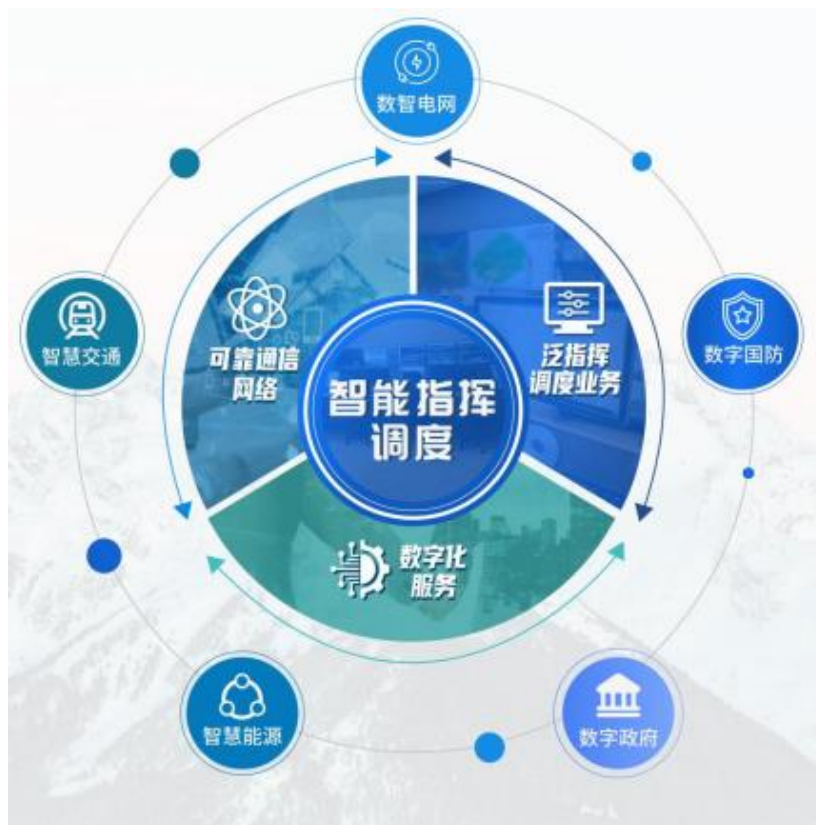 数智电网
智慧交通
数字国防
可靠通信
网络
泛指挥
调度业务
智能指挥
调度
数字化
服务
智慧能源
数字政府